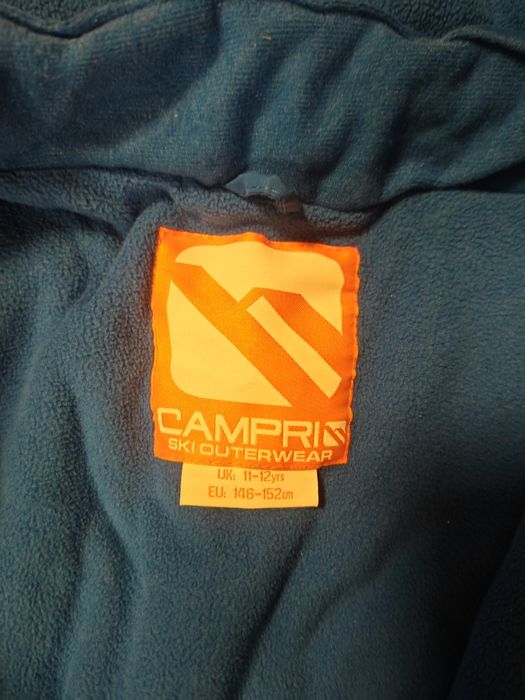 CAMPRI
SKI OUTERWEAR
UK: 11-12yrs
EU: 146-152cm